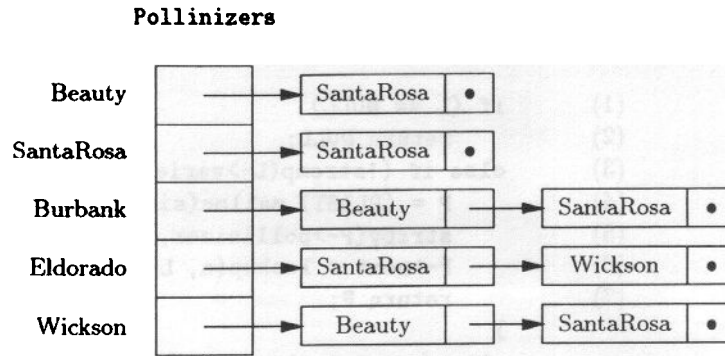 Pollinizers
Beauty SantaRosa
SantaRosa SantaRosa
Burbank Beauty SantaRosa
Eldorado SantaRosa Wickson
Wickson Beauty SantaRosa